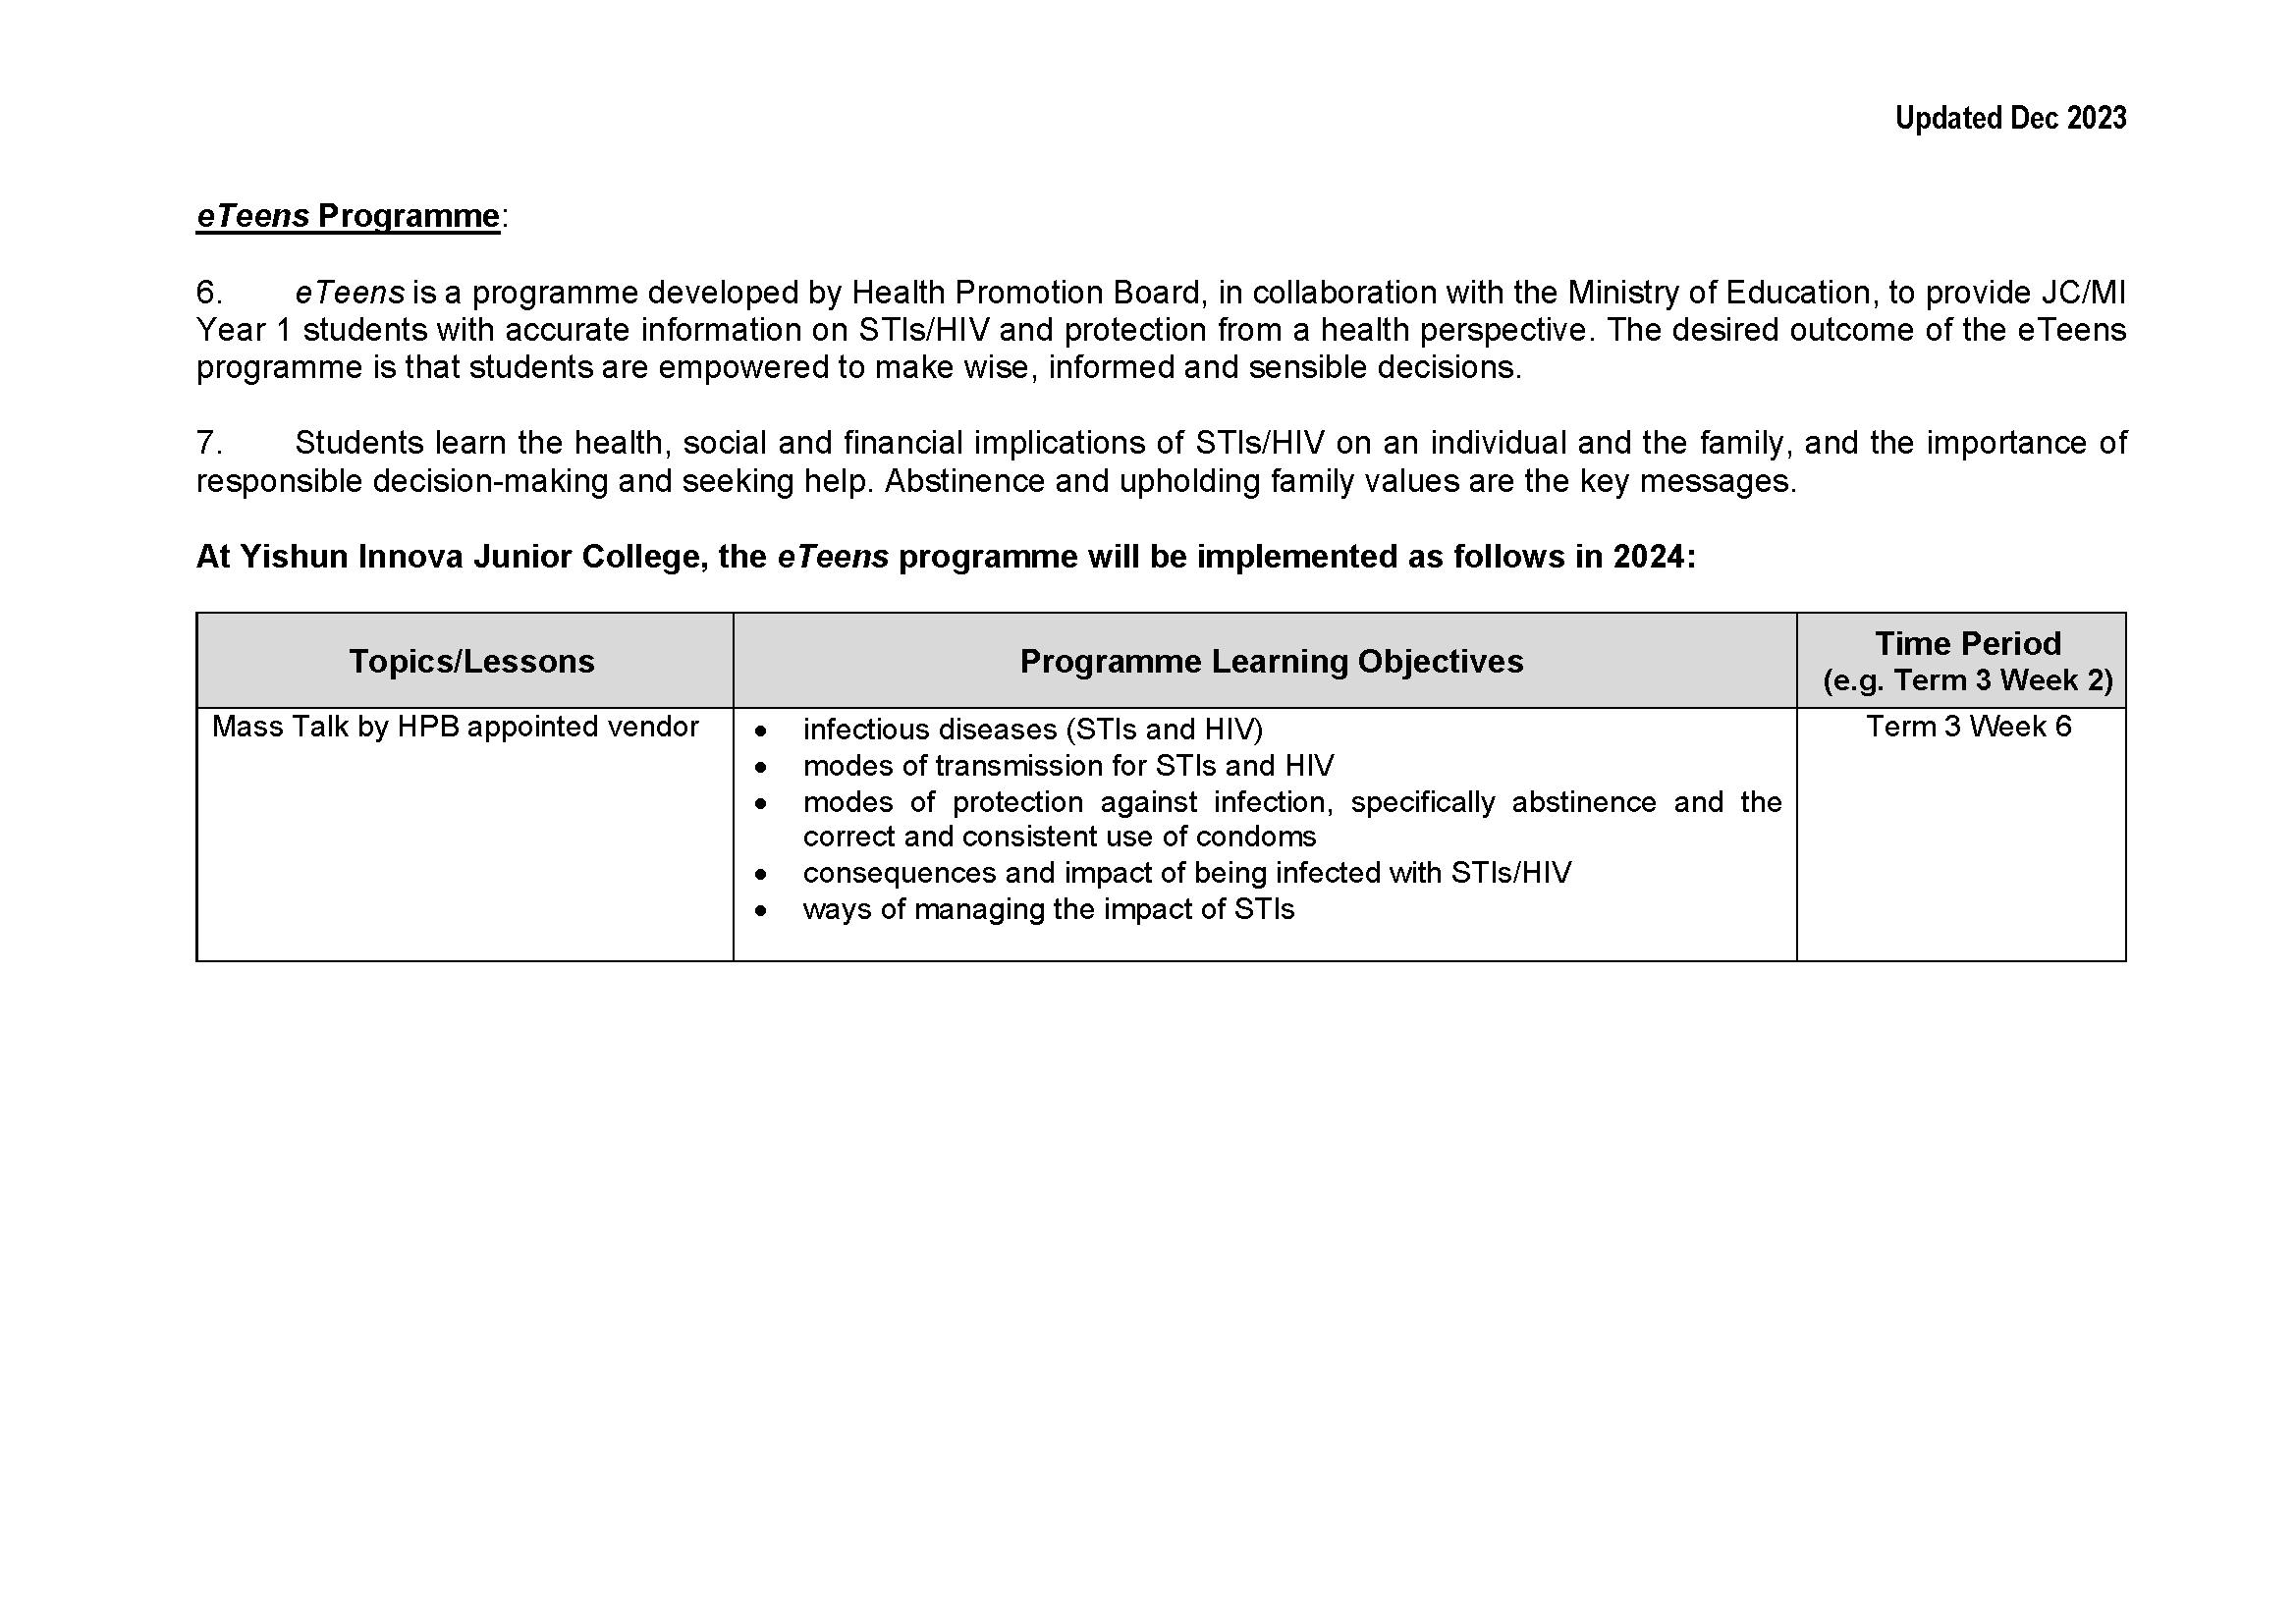 Updated Dec 2023
eTeens Programme:
6. eTeens is a programme developed by Health Promotion Board, in collaboration with the Ministry of Education, to provide JC/MI
Year 1 students with accurate information on STIs/HIV and protection from a health perspective. The desired outcome of the eTeens
programme is that students are empowered to make wise, informed and sensible decisions.
7. Students learn the health, social and financial implications of STIs/HIV on an individual and the family, and the importance of
responsible decision-making and seeking help. Abstinence and upholding family values are the key messages.
At Yishun Innova Junior College, the eTeens programme will be implemented as follows in 2024:
Topics/Lessons
Programme Learning Objectives
Time Period
(e.g. Term 3 Week 2)
Mass Talk by HPB appointed vendor
• infectious diseases (STIs and HIV)
• modes of transmission for STIs and HIV
• modes of protection against infection, specifically abstinence and the
correct and consistent use of condoms
• consequences and impact of being infected with STIs/HIV
• ways of managing the impact of STIs
Term 3 Week 6